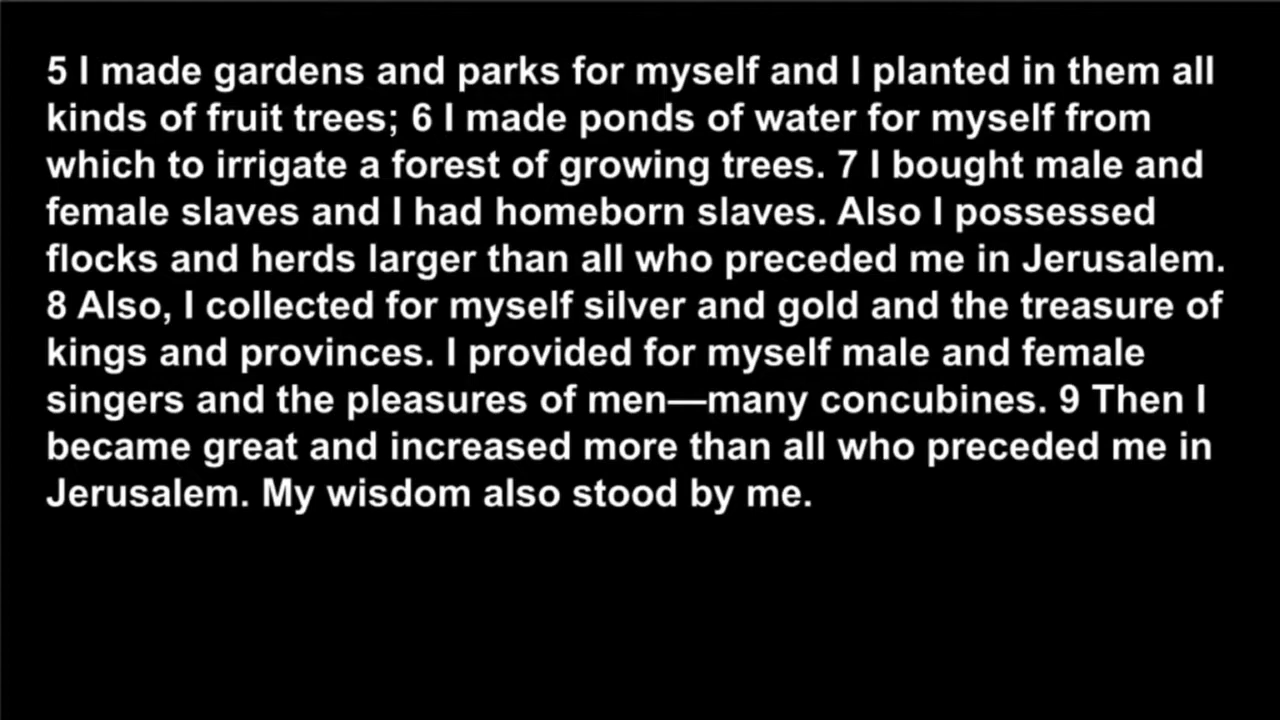 5 I made gardens and parks for myself and I planted in them all
kinds of fruit trees; 6 I made ponds of water for myself from
which to irrigate a forest of growing trees. 7 I bought male and
female slaves and I had homeborn slaves. Also I possessed
flocks and herds larger than all who preceded me in Jerusalem.
8 Also, I collected for myself silver and gold and the treasure of
kings and provinces. I provided for myself male and female
singers and the pleasures of men—many concubines. 9 Then I
became great and increased more than all who preceded me in
Jerusalem. My wisdom also stood by me.